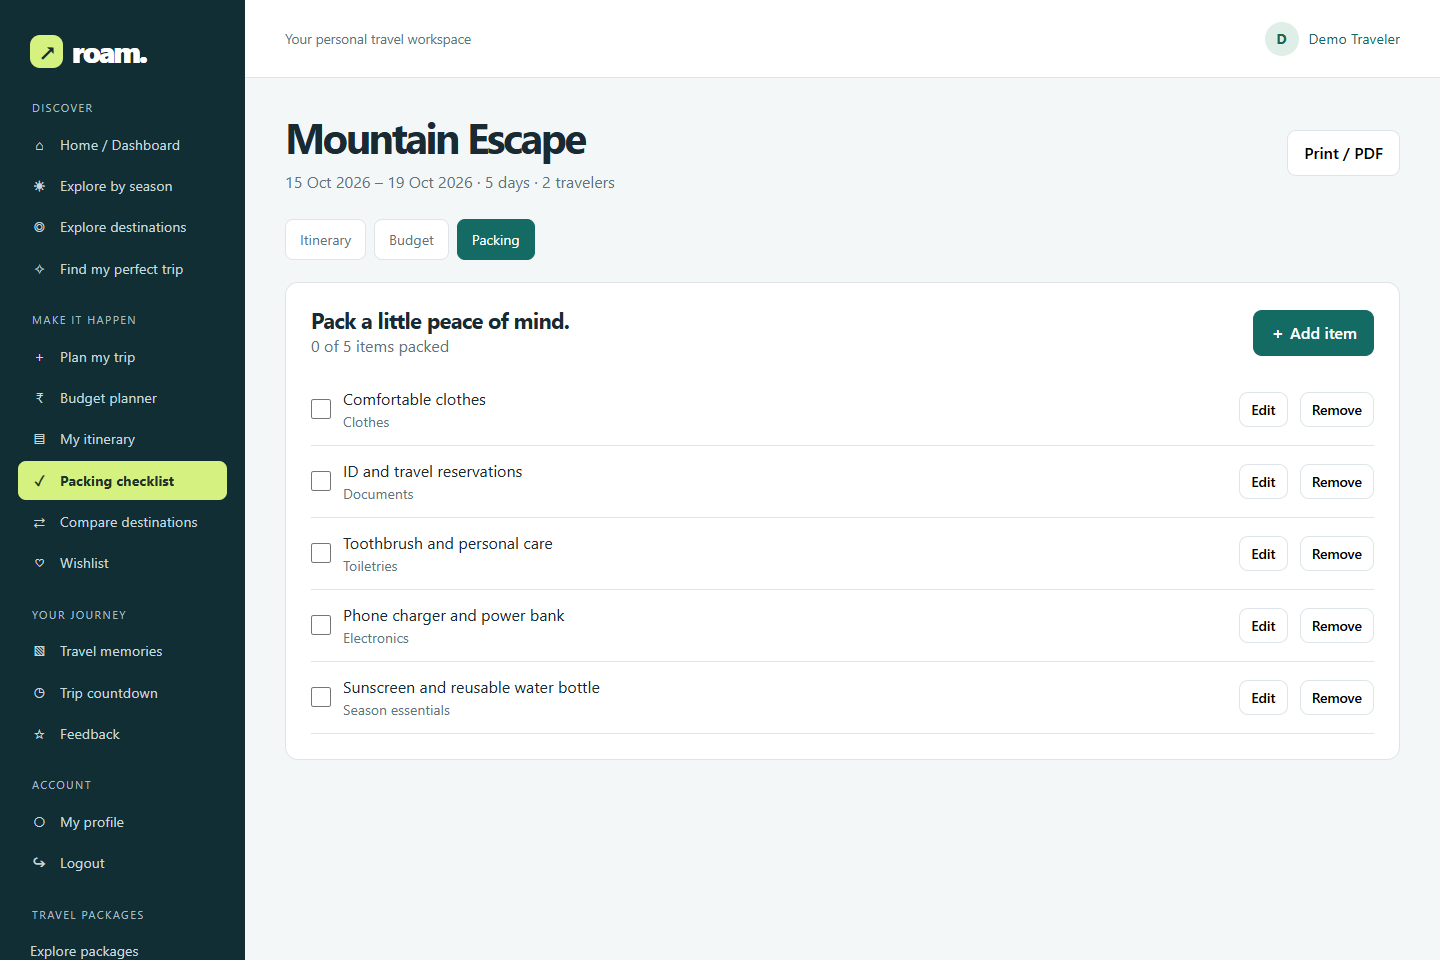 roam.
DISCOVER
Home / Dashboard
Explore by season
Explore destinations
Find my perfect trip
MAKE IT HAPPEN
+ Plan my trip
₹ Budget planner
My itinerary
✓ Packing checklist
Compare destinations
Wishlist
YOUR JOURNEY
Travel memories
Trip countdown
Feedback
ACCOUNT
My profile
Logout
TRAVEL PACKAGES
Explore packages
Your personal travel workspace
D Demo Traveler
Mountain Escape
15 Oct 2026 – 19 Oct 2026 · 5 days · 2 travelers
Print / PDF
Itinerary Budget Packing
Pack a little peace of mind.
0 of 5 items packed
+ Add item
Comfortable clothes
Clothes
Edit Remove
ID and travel reservations
Documents
Edit Remove
Toothbrush and personal care
Toiletries
Edit Remove
Phone charger and power bank
Electronics
Edit Remove
Sunscreen and reusable water bottle
Season essentials
Edit Remove